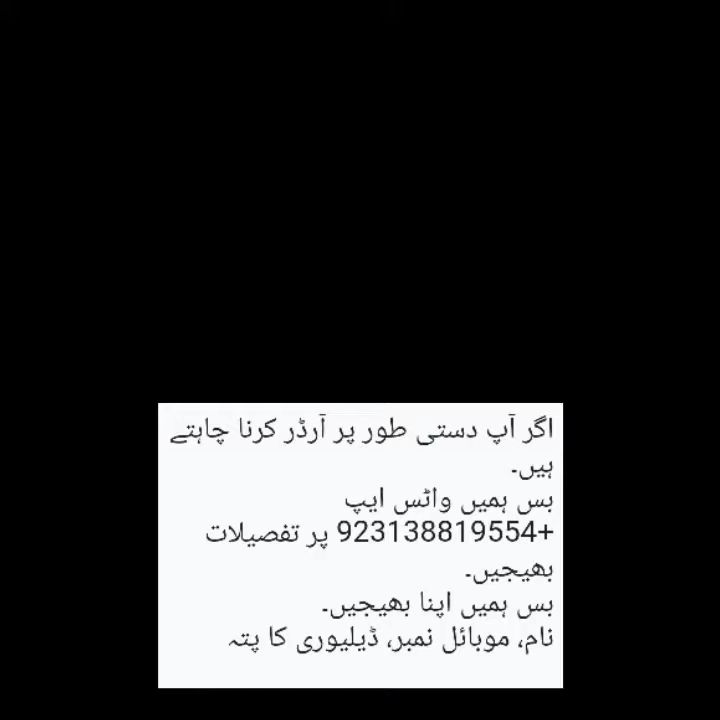 اگر آپ دستی طور پر آرڈر کرنا چاہتے
ہیں۔
بس ہمیں واٹس ایپ
+923138819554 پر تفصیلات
بھیجیں۔
بس ہمیں اپنا بھیجیں۔
نام، موبائل نمبر، ڈیلیوری کا پتہ